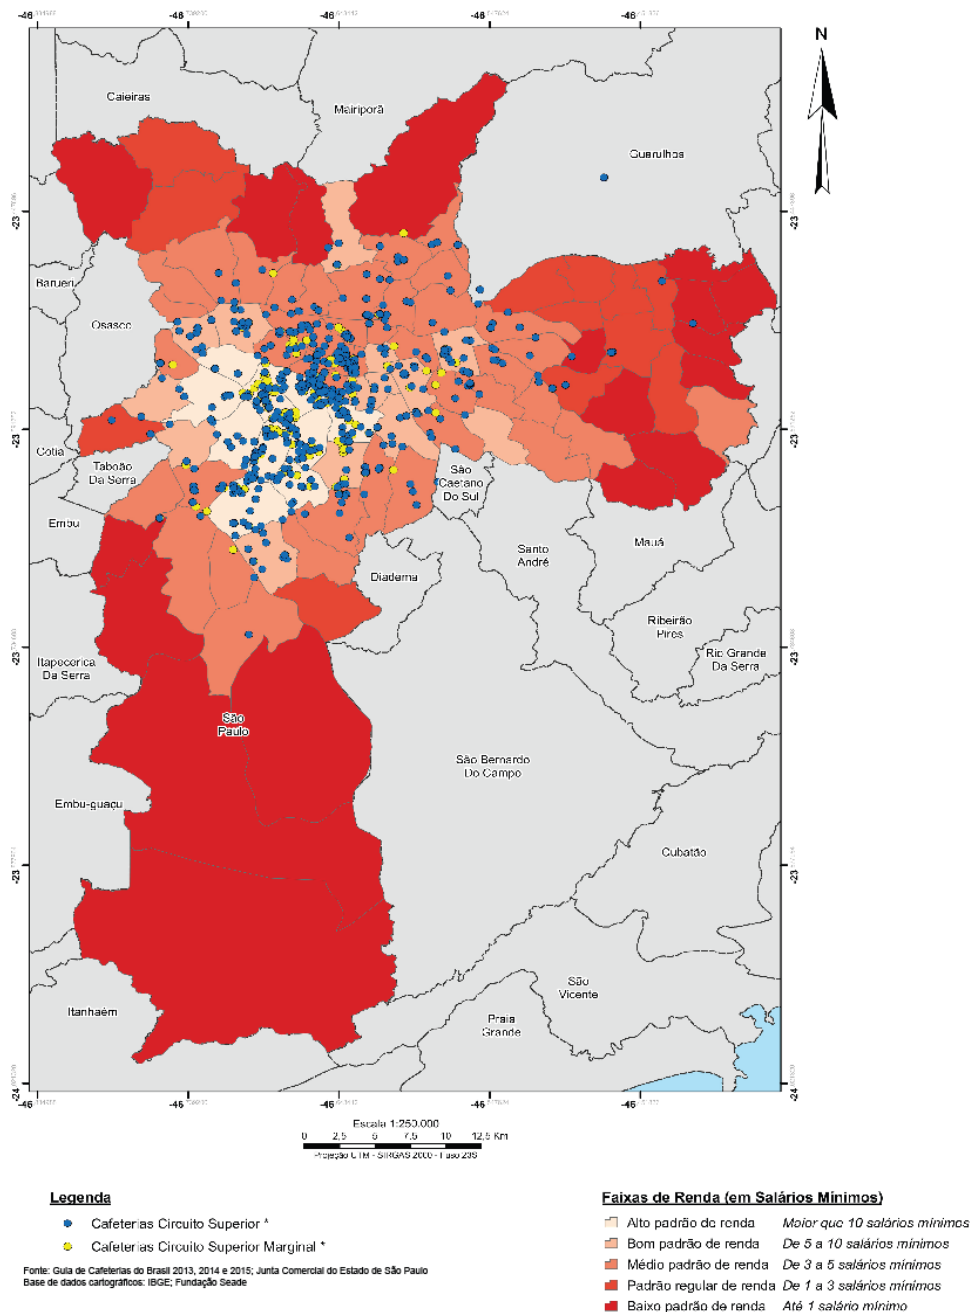 N
Caieiras
Mairiporã
Guarulhos
Barueri
Osasco
Cotia
Taboão
Da Serra
São
Caetano
Do Sul
Embu
Santo
André
Mauá
Diadema
Ribeirão
Pires
Rio Grande
Da Serra
Itapecerica
Da Serra
São
Paulo
São Bernardo
Do Campo
Embu-guaçu
Cubatão
São
Vicente
Itanhaém
Praia
Grande
Escala 1:250.000
0 2,5 5 7,5 10 12,5 Km
Projeção UTM - SIRGAS 2000 - Fuso 23S
Legenda
Cafeterias Circuito Superior *
Cafeterias Circuito Superior Marginal *
Fonte: Guia de Cafeterias do Brasil 2013, 2014 e 2015; Junta Comercial do Estado de São Paulo
Base de dados cartográficos: IBGE; Fundação Seade
Faixas de Renda (em Salários Mínimos)
Alto padrão de renda Maior que 10 salários mínimos
Bom padrão de renda De 5 a 10 salários mínimos
Médio padrão de renda De 3 a 5 salários mínimos
Padrão regular de renda De 1 a 3 salários mínimos
Baixo padrão de renda Até 1 salário mínimo